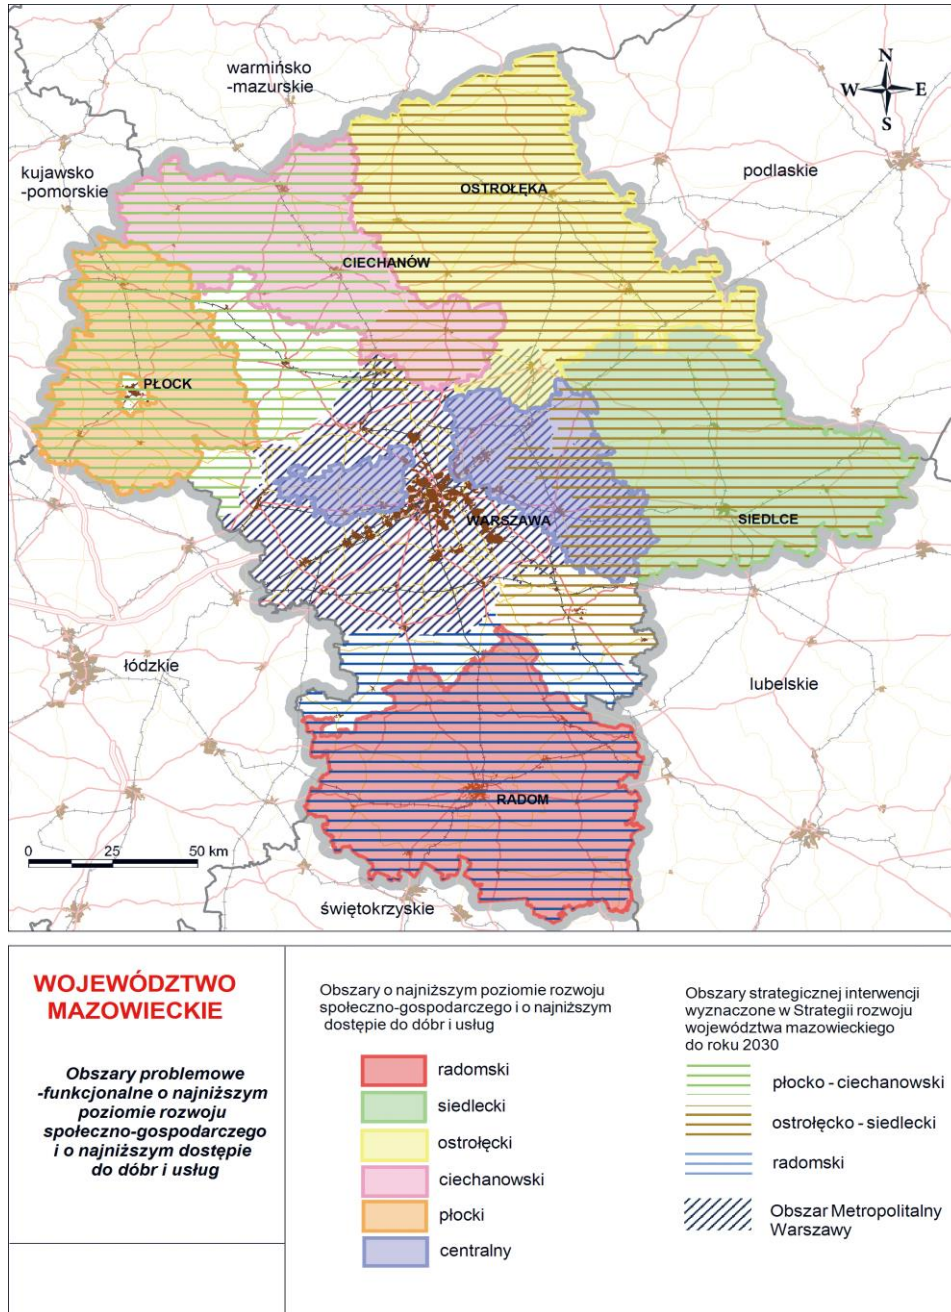 N
W E
S
warmińsko
-mazurskie
kujawsko
-pomorskie
podlaskie
OSTROŁĘKA
CIECHANÓW
PŁOCK
WARSZAWA
SIEDLCE
łódzkie
lubelskie
RADOM
0 25 50 km
świętokrzyskie
WOJEWÓDZTWO
MAZOWIECKIE
Obszary problemowe
-funkcjonalne o najniższym
poziomie rozwoju
społeczno-gospodarczego
i o najniższym dostępie
do dóbr i usług
Obszary o najniższym poziomie rozwoju
społeczno-gospodarczego i o najniższym
dostępie do dóbr i usług
radomski
siedlecki
ostrołęcki
ciechanowski
płocki
centralny
Obszary strategicznej interwencji
wyznaczone w Strategii rozwoju
województwa mazowieckiego
do roku 2030
płocko - ciechanowski
ostrołęcko - siedlecki
radomski
Obszar Metropolitalny
Warszawy